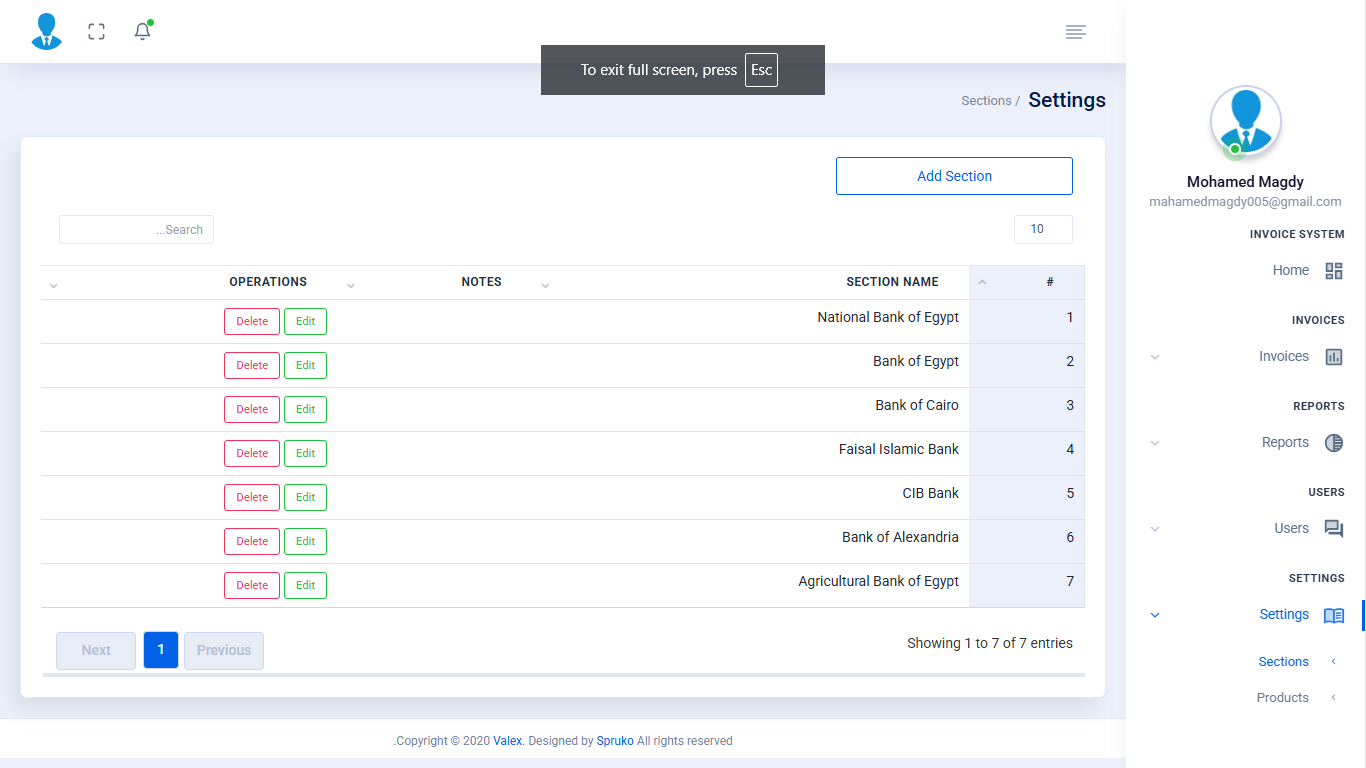 To exit full screen, press Esc
Sections / Settings
Add Section
...Search
10
OPERATIONS NOTES SECTION NAME #
Delete Edit National Bank of Egypt 1
Delete Edit Bank of Egypt 2
Delete Edit Bank of Cairo 3
Delete Edit Faisal Islamic Bank 4
Delete Edit CIB Bank 5
Delete Edit Bank of Alexandria 6
Delete Edit Agricultural Bank of Egypt 7
Next 1 Previous
Showing 1 to 7 of 7 entries
.Copyright © 2020 Valex. Designed by Spruko All rights reserved
Mohamed Magdy
mahamedmagdy005@gmail.com
INVOICE SYSTEM
Home
INVOICES
Invoices
REPORTS
Reports
USERS
Users
SETTINGS
Settings
Sections
Products